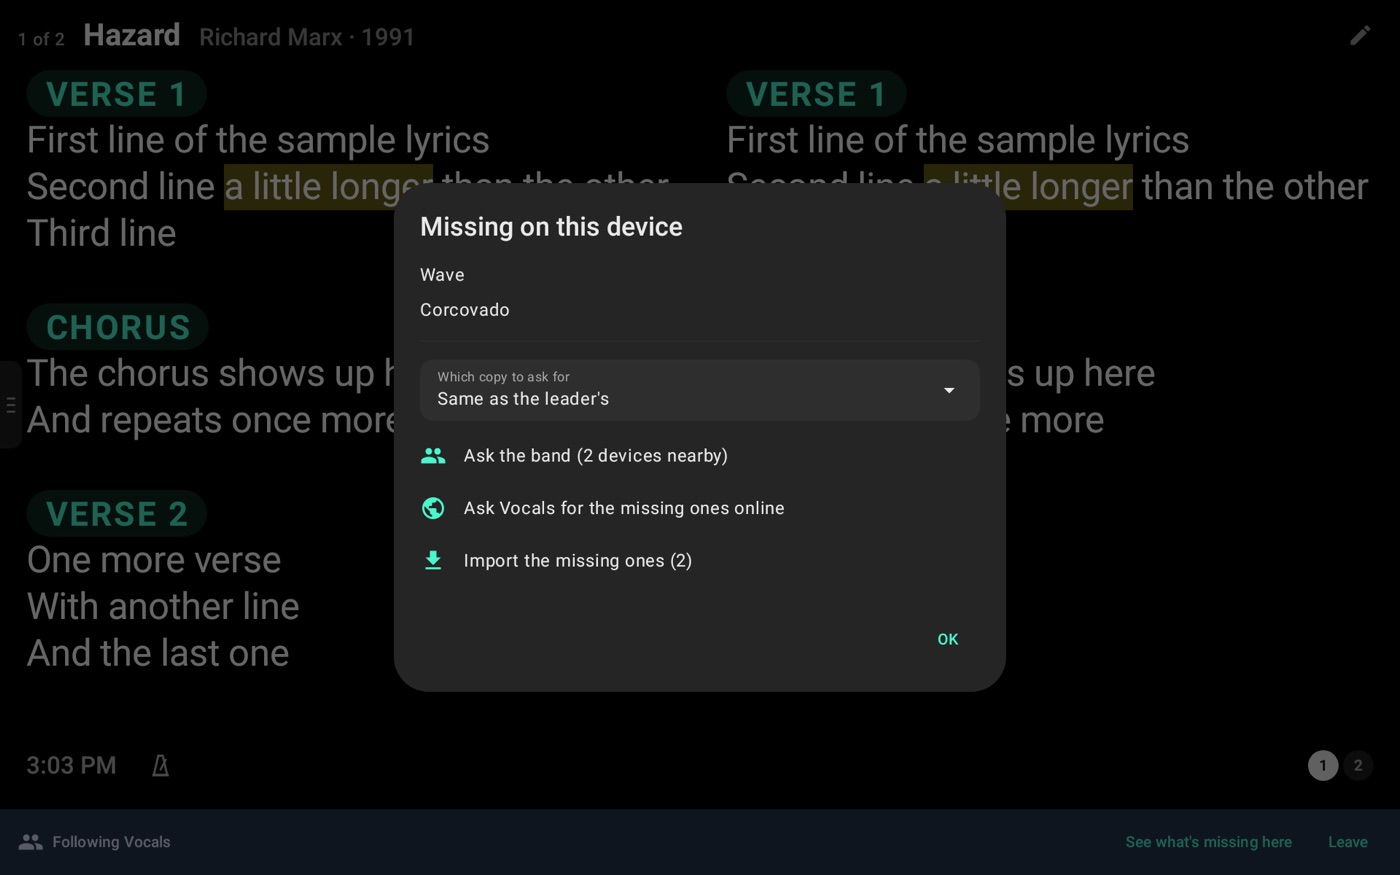 1 of 2 Hazard Richard Marx · 1991
VERSE 1
First line of the sample lyrics
Second line a little longer than the other
Third line
CHORUS
The chorus shows up h
And repeats once more
VERSE 2
One more verse
With another line
And the last one
VERSE 1
First line of the sample lyrics
Second line a little longer than the other
s up here
e more
Missing on this device
Wave
Corcovado
Which copy to ask for
Same as the leader's
Ask the band (2 devices nearby)
Ask Vocals for the missing ones online
Import the missing ones (2)
OK
3:03 PM
1 2
Following Vocals
See what's missing here Leave